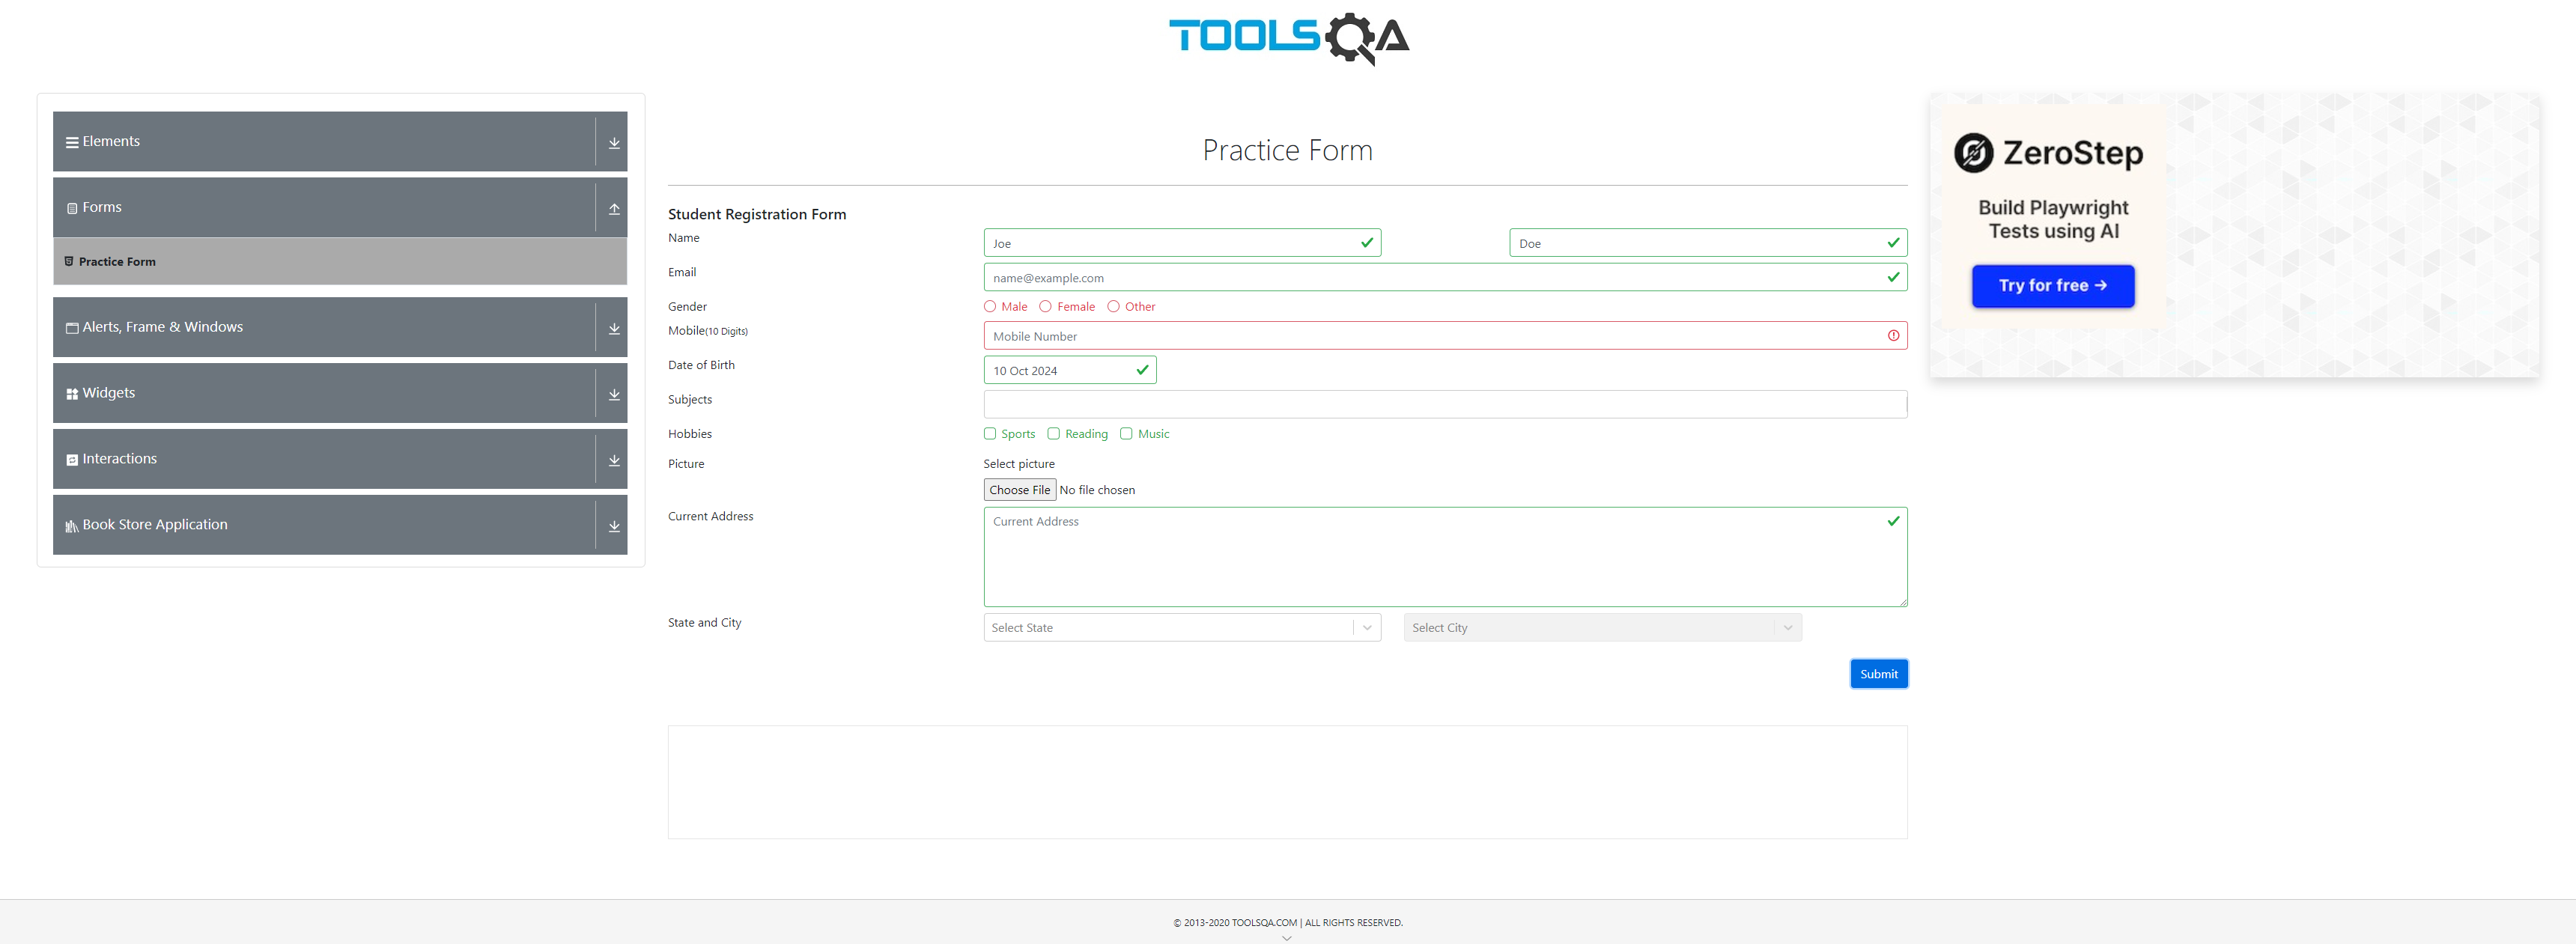 TOOLSQA
Elements
Forms
Practice Form
Alerts, Frame & Windows
Widgets
Interactions
Book Store Application
Practice Form
Student Registration Form
Name
Joe
Doe
Email
name@example.com
Gender
Male
Female
Other
Mobile(10 Digits)
Mobile Number
Date of Birth
10 Oct 2024
Subjects
Hobbies
Sports
Reading
Music
Picture
Select picture
Choose File No file chosen
Current Address
Current Address
State and City
Select State
Select City
Submit
ZeroStep
Build Playwright
Tests using AI
Try for free →
© 2013-2020 TOOLSQA.COM | ALL RIGHTS RESERVED.